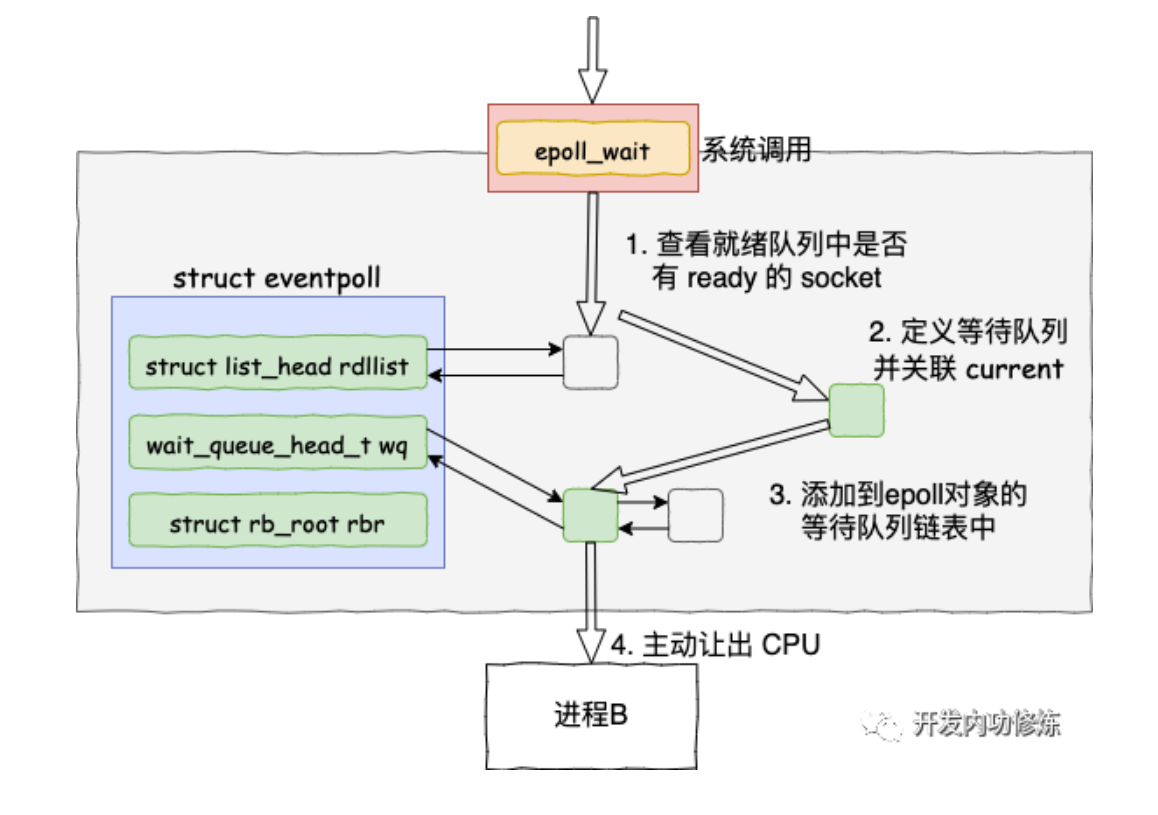 epoll_wait
系统调用
1. 查看就绪队列中是否
有 ready 的 socket
struct eventpoll
struct list_head rdllist
wait_queue_head_t wq
struct rb_root rbr
2. 定义等待队列
并关联 current
3. 添加到epoll对象的
等待队列链表中
4. 主动让出 CPU
进程B
开发内功修炼